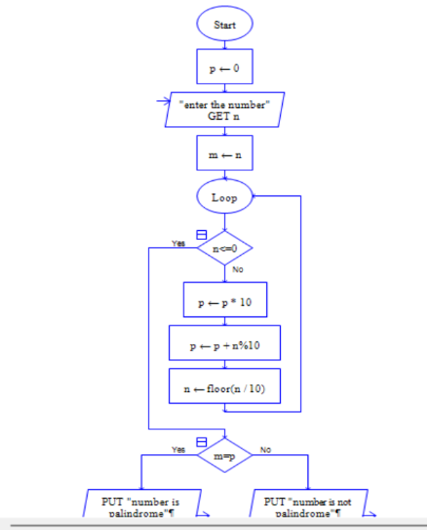 Start
p ← 0
"enter the number"
GET n
m ← n
Loop
Yes
n<=0
No
p ← p * 10
p ← p + n%10
n ← floor(n / 10)
Yes
m=p
No
PUT "number is
palindrome"¶
PUT "number is not
palindrome"¶